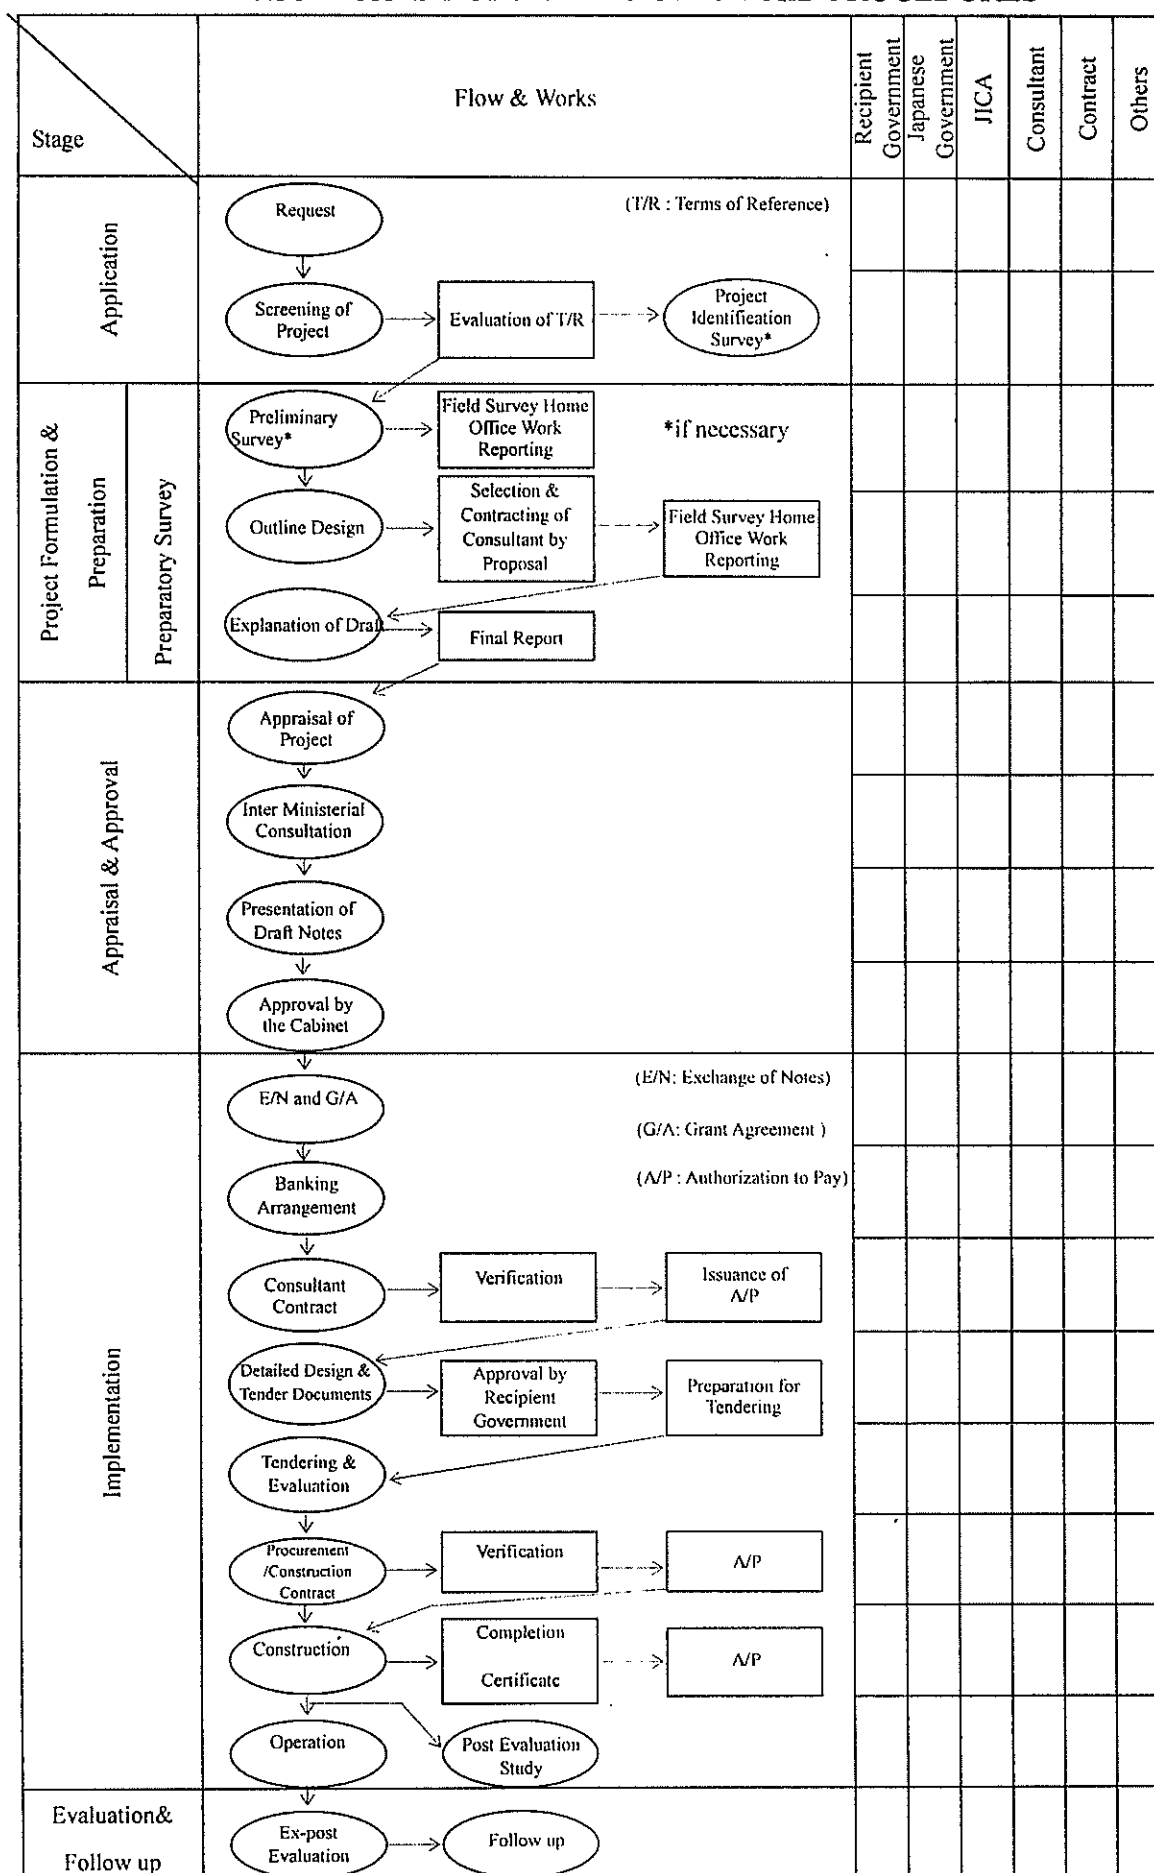 Stage
Flow & Works
Recipient
Government
Japanese
Government
JICA
Consultant
Contract
Others
Application
Request
(T/R : Terms of Reference)
Screening of
Project
Evaluation of T/R
Project
Identification
Survey*
Project Formulation &
Preparation
Preparatory Survey
Preliminary
Survey*
Field Survey Home
Office Work
Reporting
*if necessary
Outline Design
Selection &
Contracting of
Consultant by
Proposal
Field Survey Home
Office Work
Reporting
Explanation of Draft
Final Report
Appraisal & Approval
Appraisal of
Project
Inter Ministerial
Consultation
Presentation of
Draft Notes
Approval by
the Cabinet
Implementation
E/N and G/A
(E/N: Exchange of Notes)
(G/A: Grant Agreement )
(A/P : Authorization to Pay)
Banking
Arrangement
Consultant
Contract
Verification
Issuance of
A/P
Detailed Design &
Tender Documents
Approval by
Recipient
Government
Preparation for
Tendering
Tendering &
Evaluation
Procurement
/Construction
Contract
Verification
A/P
Construction
Completion
Certificate
A/P
Operation
Post Evaluation
Study
Evaluation&
Follow up
Ex-post
Evaluation
Follow up